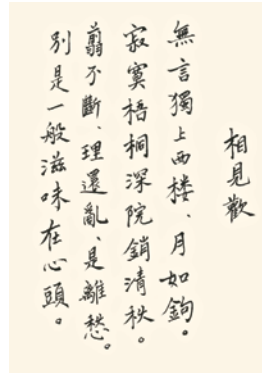 相見歡
無言獨上西楼、月如鉤。
寂寞梧桐深院鎖清秋。
翦不斷、理還亂、是離愁。
別是一般滋味在心頭。